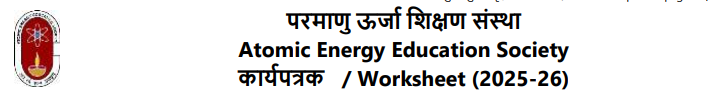 परमाणु ऊर्जा शिक्षण संस्था
Atomic Energy Education Society
कार्यपत्रक / Worksheet (2025-26)